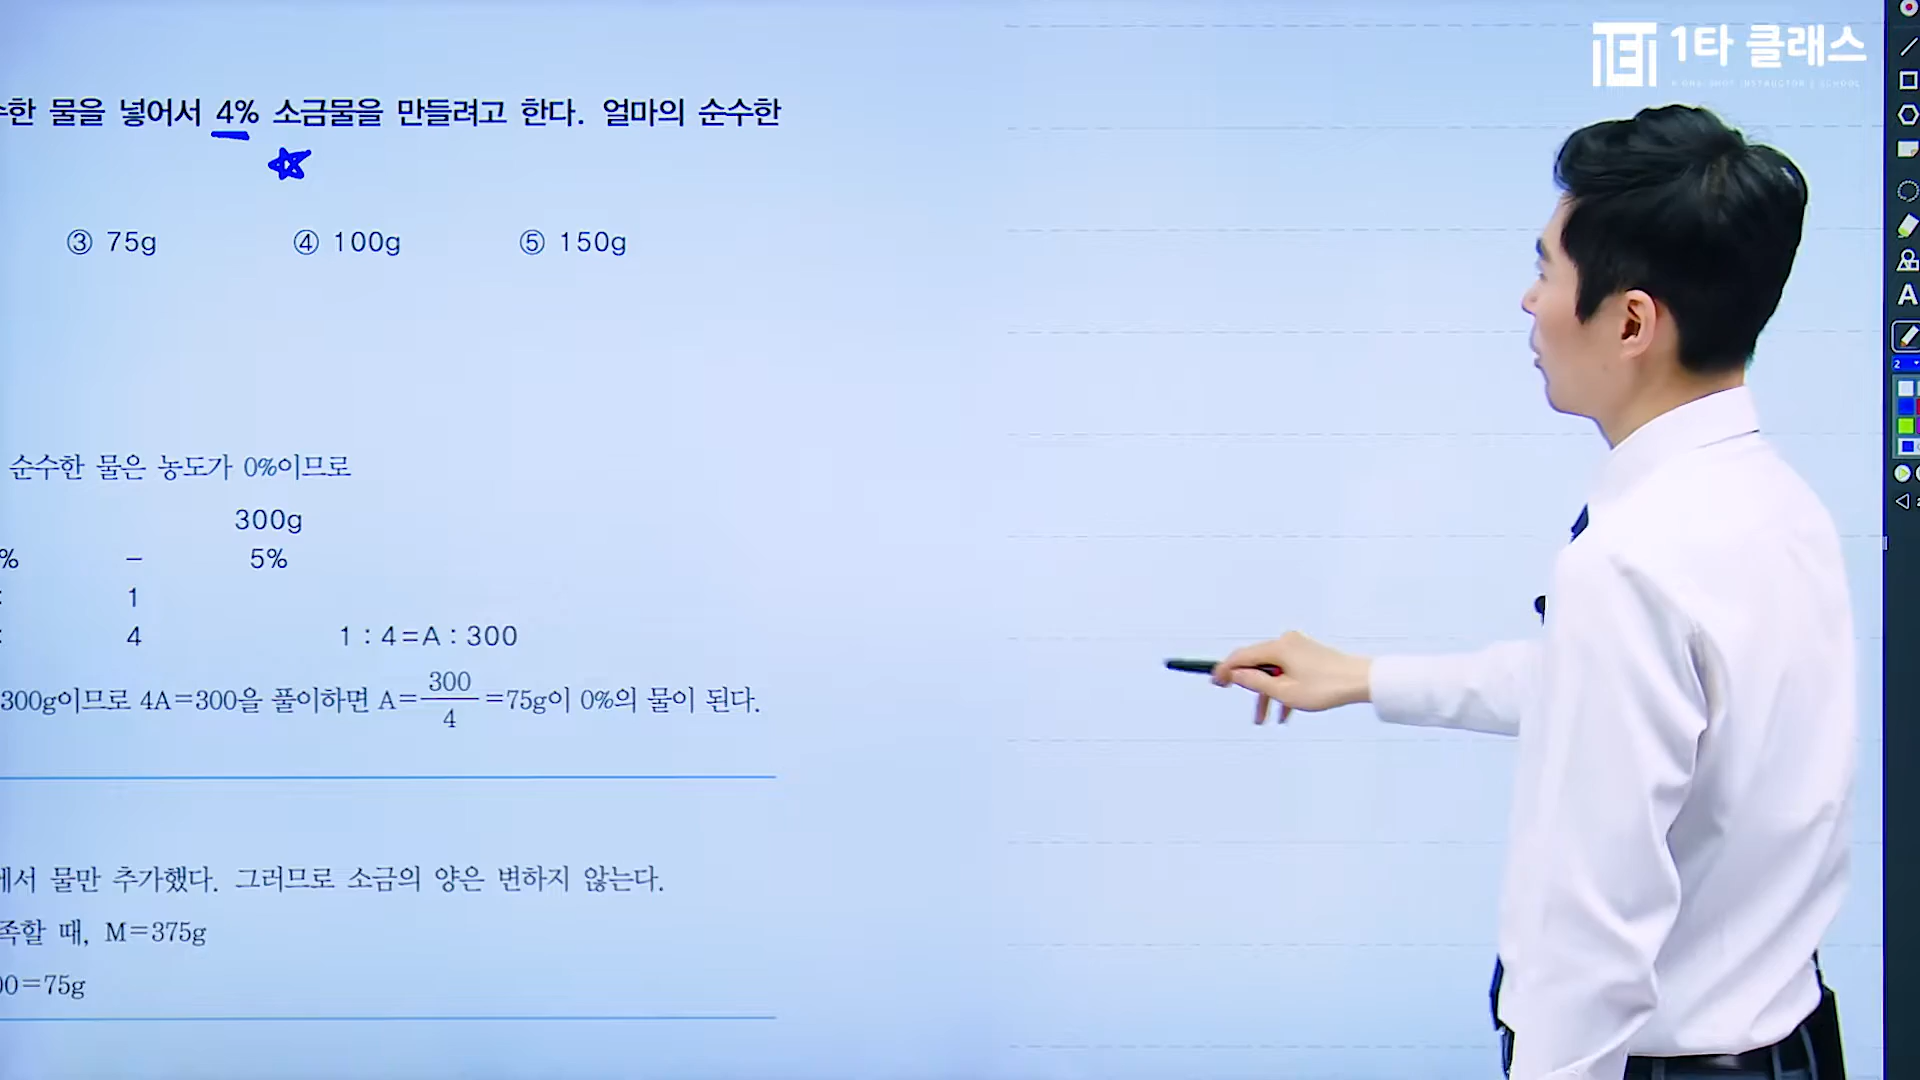 1타 클래스
수한 물을 넣어서 4% 소금물을 만들려고 한다. 얼마의 순수한
③ 75g ④ 100g ⑤ 150g
순수한 물은 농도가 0%이므로
300g
% − 5%
: 1
: 4 1 : 4=A : 300
300g이므로 4A=300을 풀이하면 A=300/4=75g이 0%의 물이 된다.
에서 물만 추가했다. 그러므로 소금의 양은 변하지 않는다.
족할 때, M=375g
00=75g
A
2